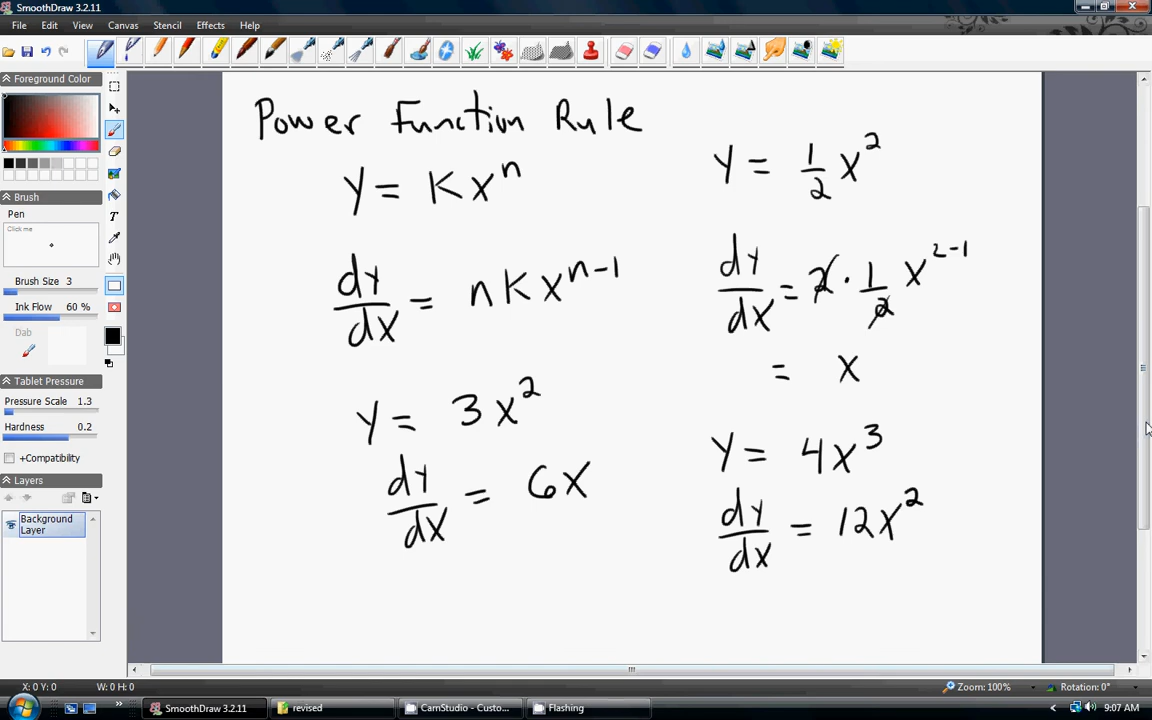 SmoothDraw 3.2.11
File Edit View Canvas Stencil Effects Help
Foreground Color
Brush
Pen
Click me
Brush Size 3
Ink Flow 60 %
Dab
Tablet Pressure
Pressure Scale 1.3
Hardness 0.2
+Compatibility
Layers
Background
Layer
Power Function Rule
y = Kx^n
dy/dx = nKx^{n-1}
y = 3x^2
dy/dx = 6x
y = 1/2 x^2
dy/dx = 2 · 1/2 x^{2-1}
= x
y = 4x^3
dy/dx = 12x^2
X: 0 Y: 0 W: 0 H: 0 Zoom: 100% Rotation: 0°
SmoothDraw 3.2.11 revised CamStudio - Custo... Flashing 9:07 AM